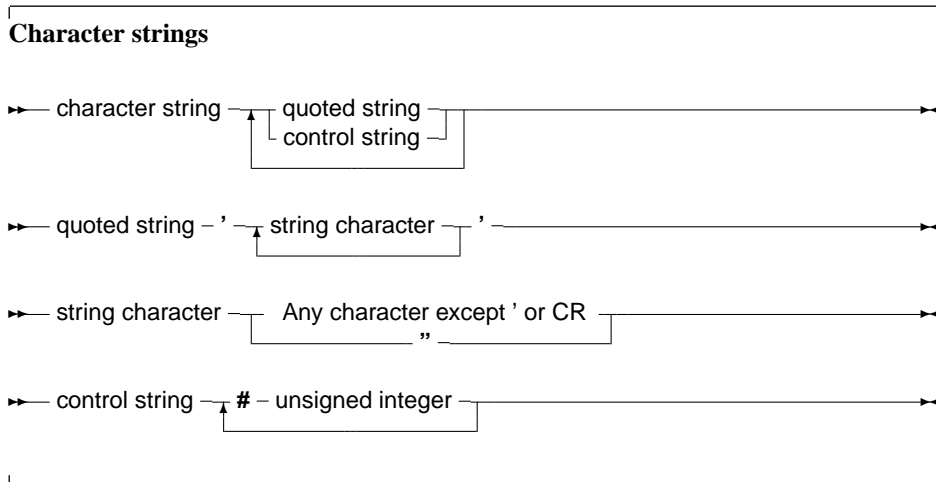 Character strings
character string quoted string
control string
quoted string ’ string character ’
string character Any character except ’ or CR
”
control string # unsigned integer